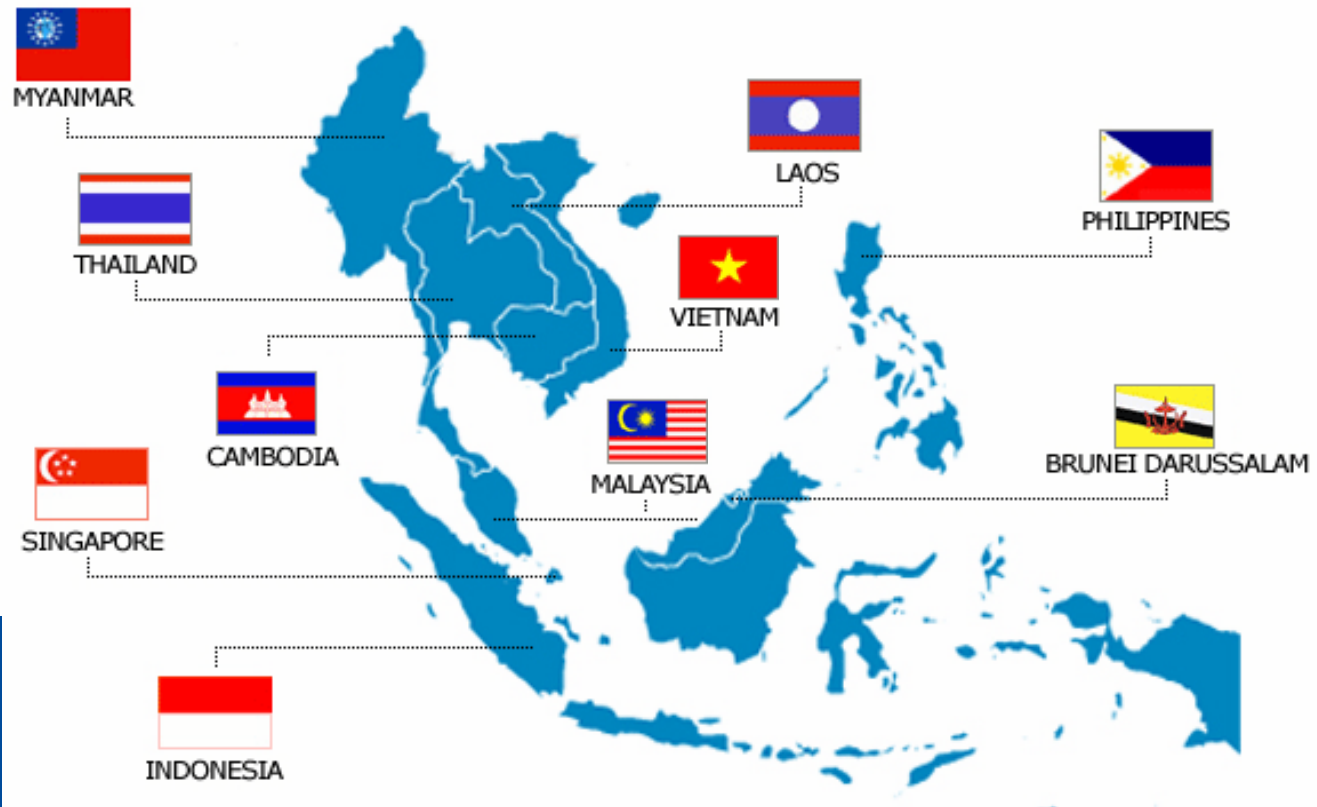 MYANMAR
LAOS
PHILIPPINES
THAILAND
VIETNAM
CAMBODIA
BRUNEI DARUSSALAM
MALAYSIA
SINGAPORE
INDONESIA